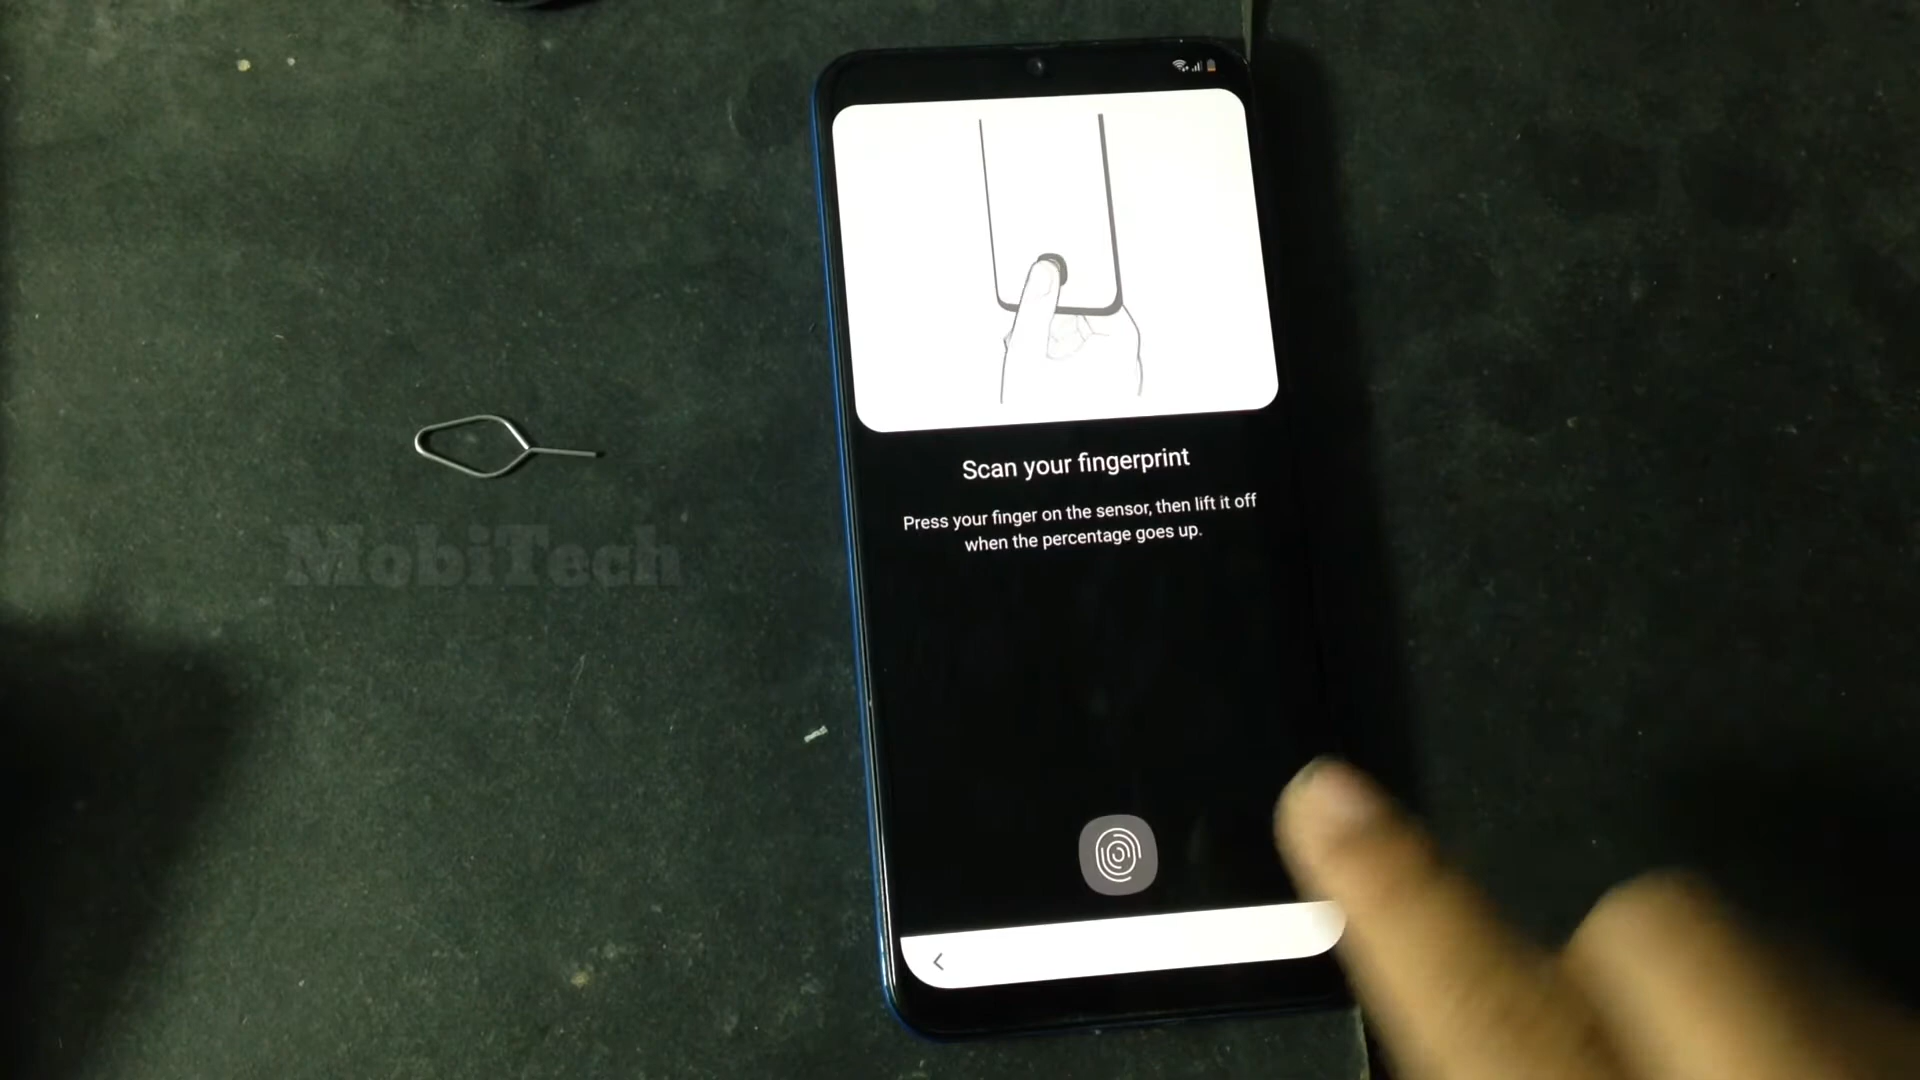 Scan your fingerprint
Press your finger on the sensor, then lift it off
when the percentage goes up.
MobiTech